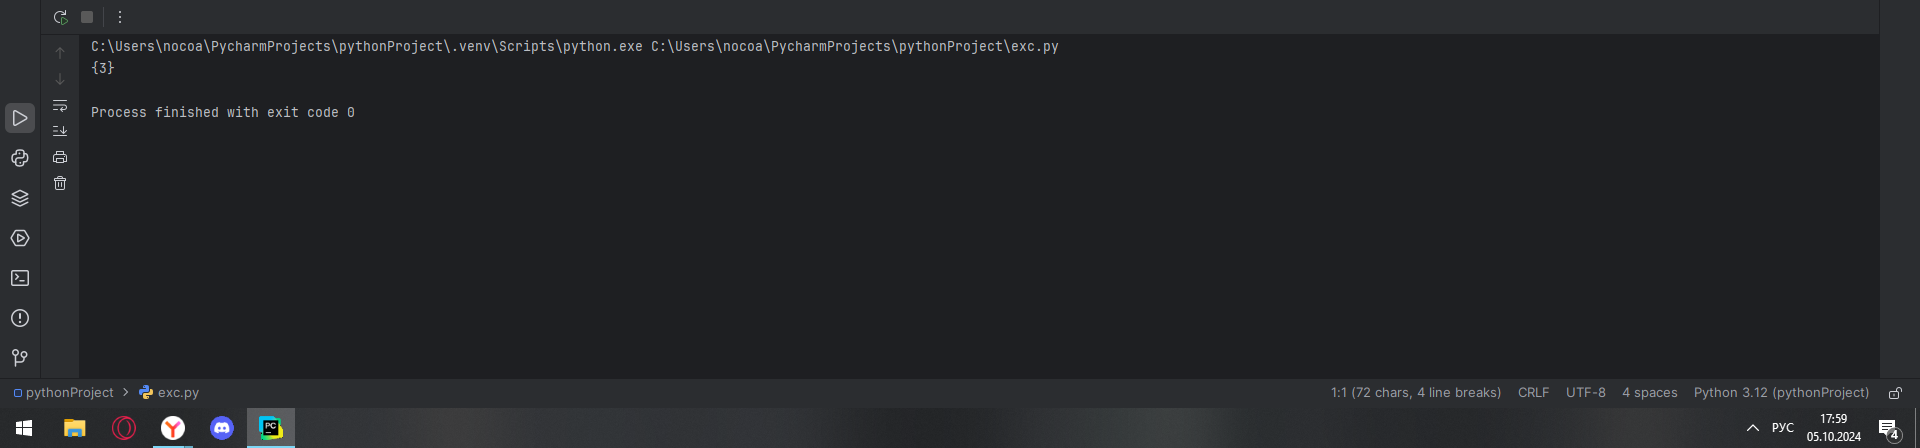 C:\Users\nocoa\PycharmProjects\pythonProject\.venv\Scripts\python.exe C:\Users\nocoa\PycharmProjects\pythonProject\exc.py
{3}
Process finished with exit code 0
pythonProject > exc.py
1:1 (72 chars, 4 line breaks) CRLF UTF-8 4 spaces Python 3.12 (pythonProject)
PC
РУС
17:59
05.10.2024
4